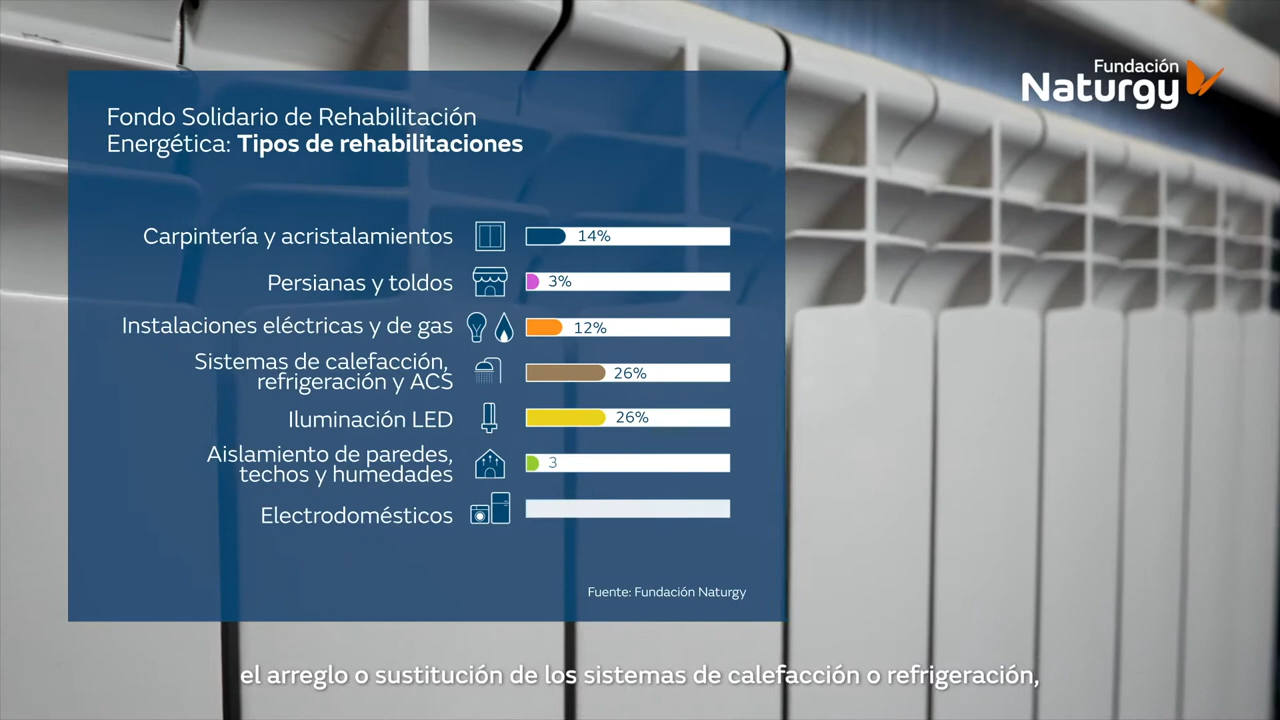 Fundación
Naturgy
Fondo Solidario de Rehabilitación
Energética: Tipos de rehabilitaciones
Carpintería y acristalamientos 14%
Persianas y toldos 3%
Instalaciones eléctricas y de gas 12%
Sistemas de calefacción,
refrigeración y ACS 26%
Iluminación LED 26%
Aislamiento de paredes,
techos y humedades 3
Electrodomésticos
Fuente: Fundación Naturgy
el arreglo o sustitución de los sistemas de calefacción o refrigeración,